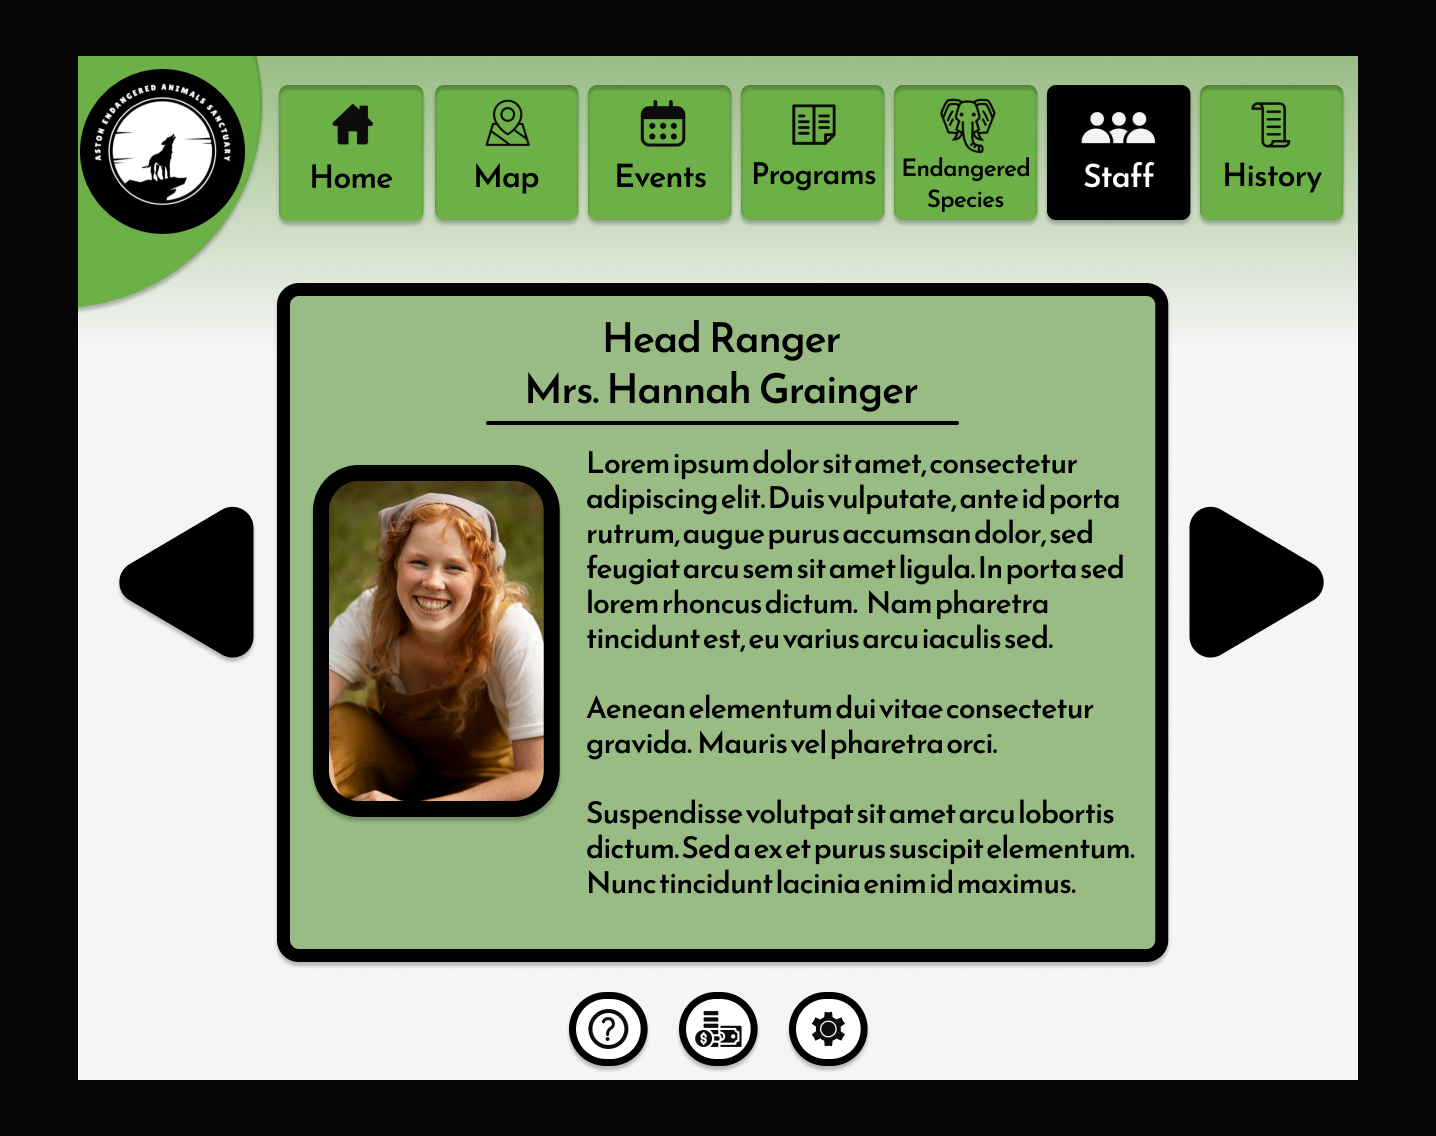 ASTON ENDANGERED ANIMALS SANCTUARY
Home
Map
Events
Programs
Endangered
Species
Staff
History
Head Ranger
Mrs. Hannah Grainger
Lorem ipsum dolor sit amet, consectetur
adipiscing elit. Duis vulputate, ante id porta
rutrum, augue purus accumsan dolor, sed
feugiat arcu sem sit amet ligula. In porta sed
lorem rhoncus dictum.  Nam pharetra
tincidunt est, eu varius arcu iaculis sed.
Aenean elementum dui vitae consectetur
gravida.  Mauris vel pharetra orci.
Suspendisse volutpat sit amet arcu lobortis
dictum. Sed a ex et purus suscipit elementum.
Nunc tincidunt lacinia enim id maximus.
?
$